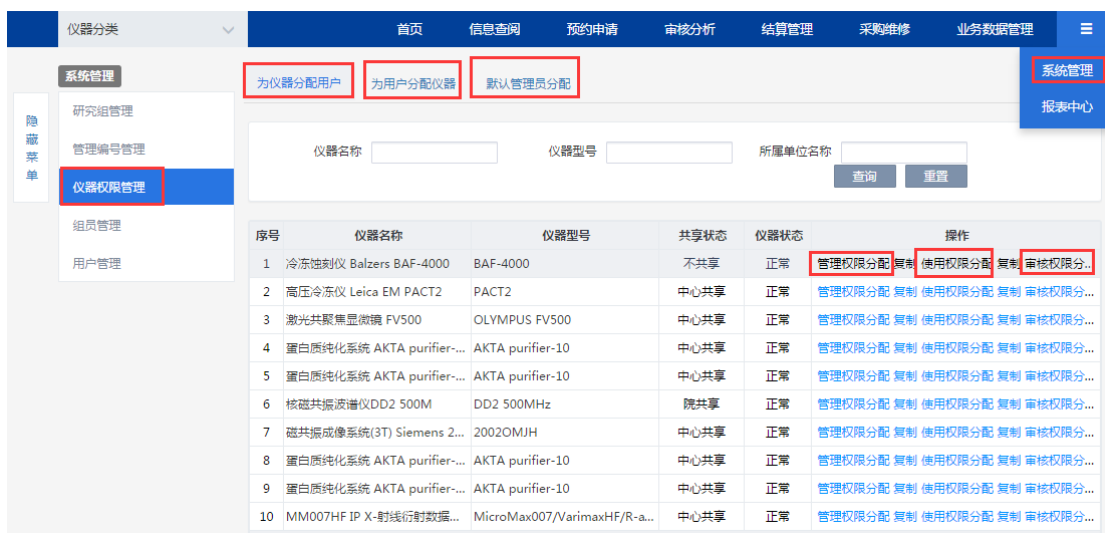 仪器分类 首页 信息查阅 预约申请 审核分析 结算管理 采购维修 业务数据管理
系统管理
报表中心
隐藏菜单
系统管理
研究组管理
管理编号管理
仪器权限管理
组员管理
用户管理
为仪器分配用户 为用户分配仪器 默认管理员分配
仪器名称 仪器型号 所属单位名称
查询 重置
序号 仪器名称 仪器型号 共享状态 仪器状态 操作
1 冷冻蚀刻仪 Balzers BAF-4000 BAF-4000 不共享 正常 管理权限分配 复制 使用权限分配 复制 审核权限分...
2 高压冷冻仪 Leica EM PACT2 PACT2 中心共享 正常 管理权限分配 复制 使用权限分配 复制 审核权限分...
3 激光共聚焦显微镜 FV500 OLYMPUS FV500 中心共享 正常 管理权限分配 复制 使用权限分配 复制 审核权限分...
4 蛋白质纯化系统 AKTA purifier-... AKTA purifier-10 中心共享 正常 管理权限分配 复制 使用权限分配 复制 审核权限分...
5 蛋白质纯化系统 AKTA purifier-... AKTA purifier-10 中心共享 正常 管理权限分配 复制 使用权限分配 复制 审核权限分...
6 核磁共振波谱仪DD2 500M DD2 500MHz 院共享 正常 管理权限分配 复制 使用权限分配 复制 审核权限分...
7 磁共振成像系统(3T) Siemens 2... 2002OMJH 中心共享 正常 管理权限分配 复制 使用权限分配 复制 审核权限分...
8 蛋白质纯化系统 AKTA purifier-... AKTA purifier-10 中心共享 正常 管理权限分配 复制 使用权限分配 复制 审核权限分...
9 蛋白质纯化系统 AKTA purifier-... AKTA purifier-10 中心共享 正常 管理权限分配 复制 使用权限分配 复制 审核权限分...
10 MM007HF IP X-射线衍射数据... MicroMax007/VarimaxHF/R-a... 中心共享 正常 管理权限分配 复制 使用权限分配 复制 审核权限分...